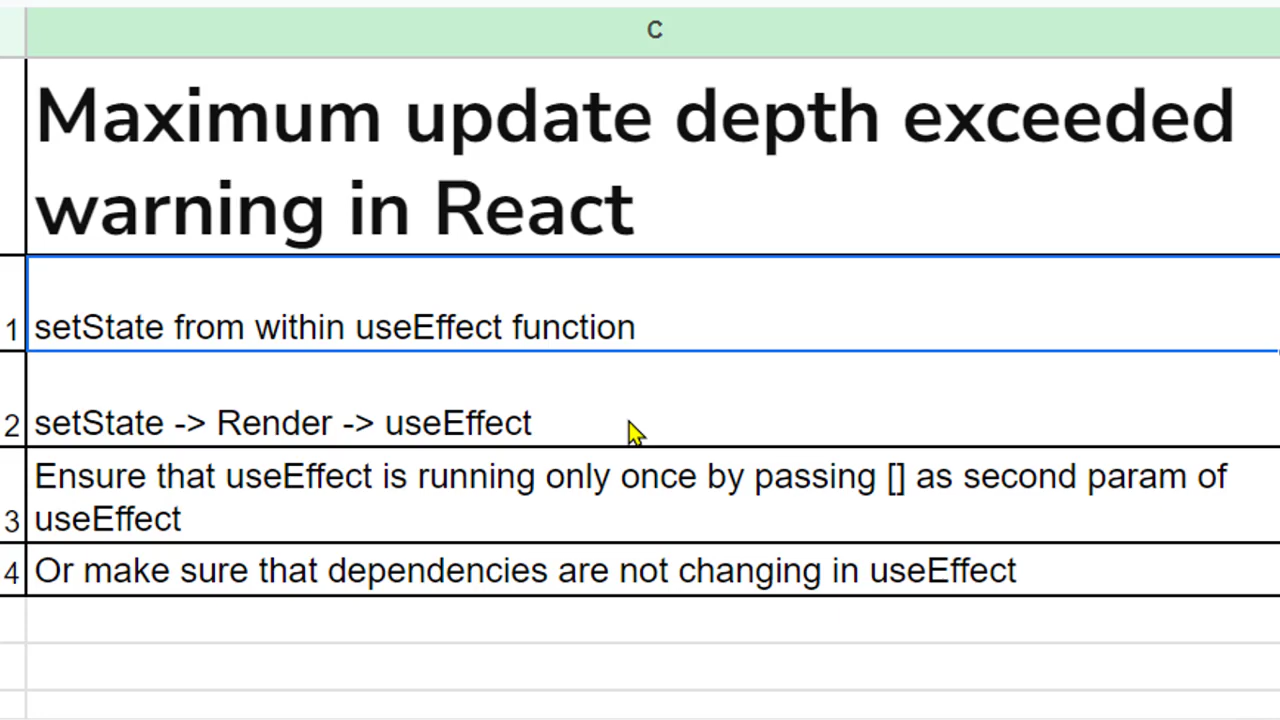 C
Maximum update depth exceeded
warning in React
1 setState from within useEffect function
2 setState -> Render -> useEffect
Ensure that useEffect is running only once by passing [] as second param of
3 useEffect
4 Or make sure that dependencies are not changing in useEffect